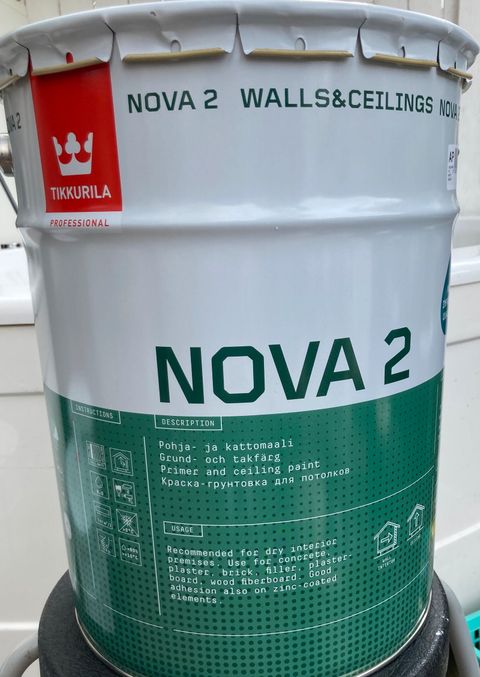 NOVA 2 WALLS&CEILINGS NOVA
TIKKURILA
PROFESSIONAL
NOVA 2
INSTRUCTIONS
DESCRIPTION
Pohja- ja kattomaali
Grund- och takfärg
Primer and ceiling paint
Краска-грунтовка для потолков
USAGE
Recommended for dry interior
premises. Use for concrete,
plaster, brick, filler, plaster-
board, wood fiberboard. Good
adhesion also on zinc-coated
elements.
INTERIOR